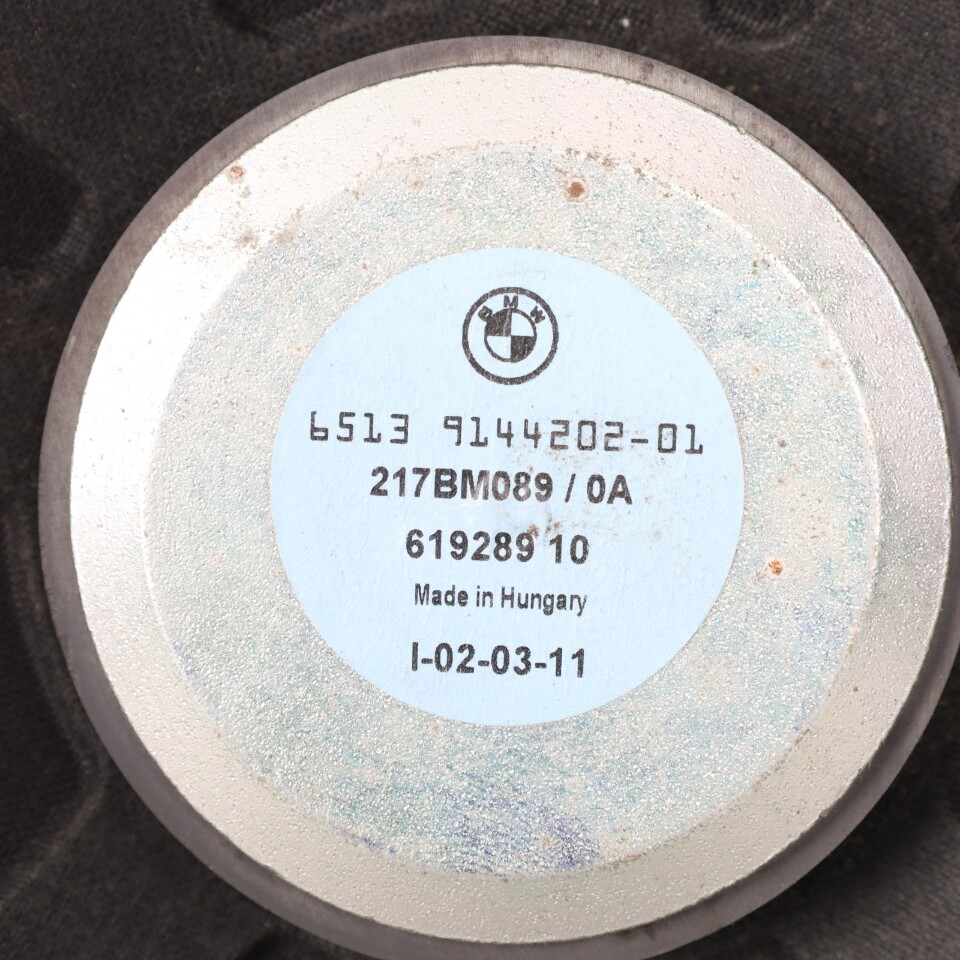 BMW
6513 9144202-01
217BM089 / 0A
619289 10
Made in Hungary
I-02-03-11